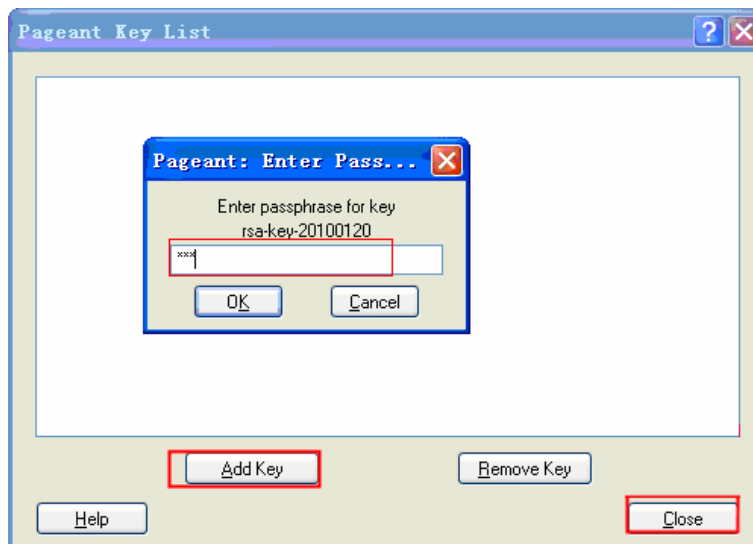 Pageant Key List
Pageant: Enter Pass...
Enter passphrase for key
rsa-key-20100120
***
OK
Cancel
Add Key
Remove Key
Help
Close